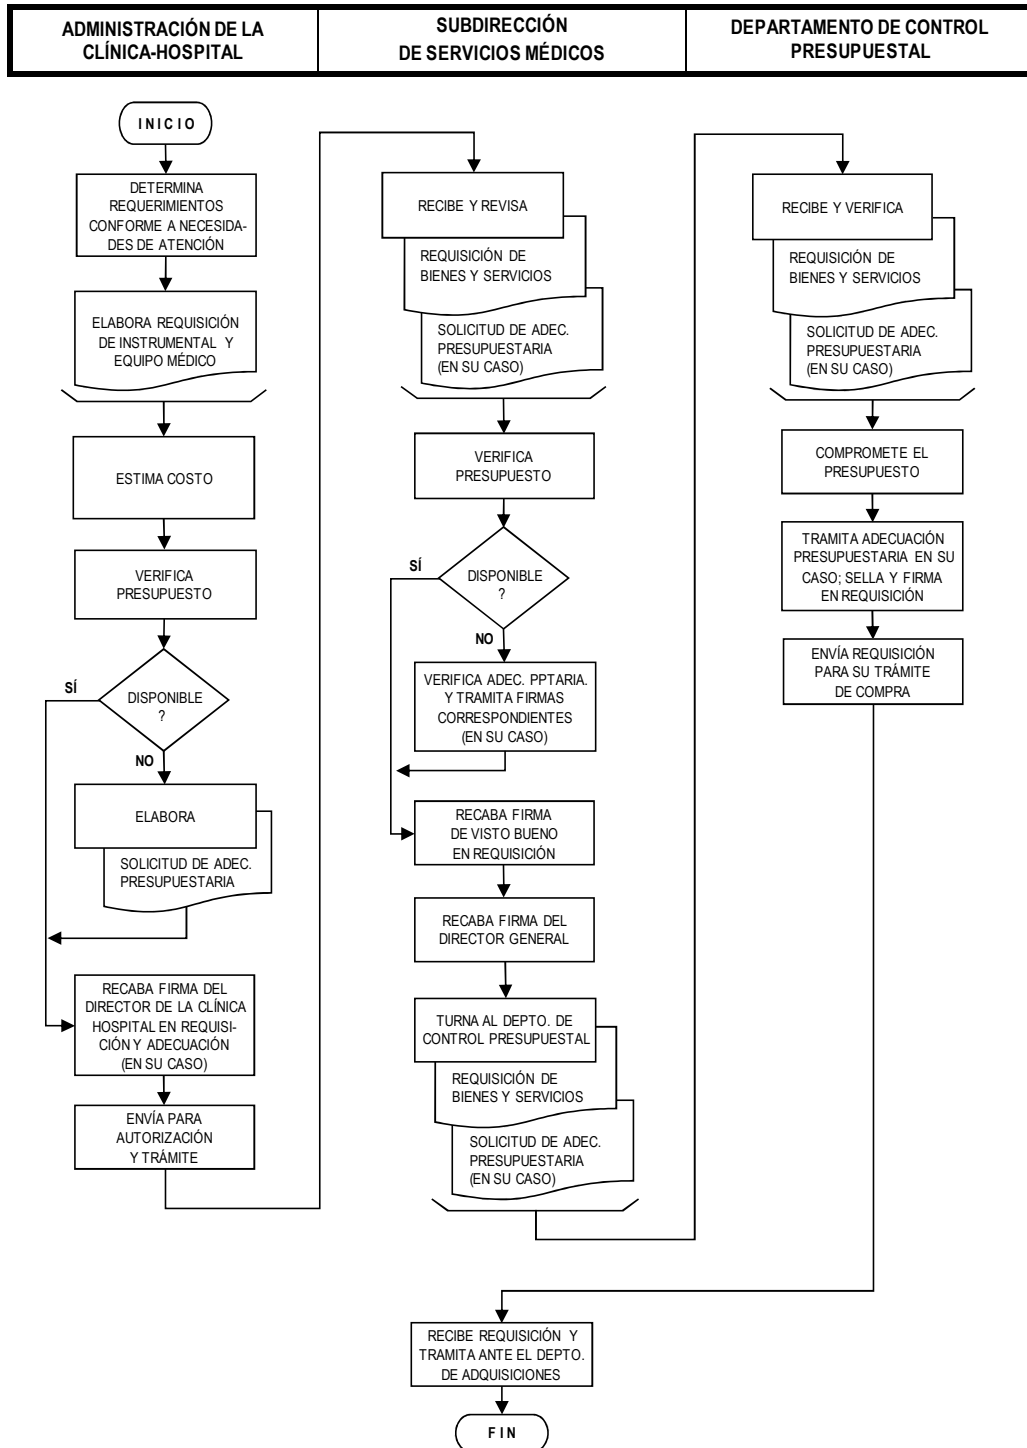 ADMINISTRACIÓN DE LA
CLÍNICA-HOSPITAL
SUBDIRECCIÓN
DE SERVICIOS MÉDICOS
DEPARTAMENTO DE CONTROL
PRESUPUESTAL
INICIO
DETERMINA
REQUERIMIENTOS
CONFORME A NECESIDA-
DES DE ATENCIÓN
ELABORA REQUISICIÓN
DE INSTRUMENTAL Y
EQUIPO MÉDICO
ESTIMA COSTO
VERIFICA
PRESUPUESTO
SÍ
DISPONIBLE
?
NO
ELABORA
SOLICITUD DE ADEC.
PRESUPUESTARIA
RECABA FIRMA DEL
DIRECTOR DE LA CLÍNICA
HOSPITAL EN REQUISI-
CIÓN Y ADECUACIÓN
(EN SU CASO)
ENVÍA PARA
AUTORIZACIÓN
Y TRÁMITE
RECIBE Y REVISA
REQUISICIÓN DE
BIENES Y SERVICIOS
SOLICITUD DE ADEC.
PRESUPUESTARIA
(EN SU CASO)
VERIFICA
PRESUPUESTO
SÍ
DISPONIBLE
?
NO
VERIFICA ADEC. PPTARIA.
Y TRAMITA FIRMAS
CORRESPONDIENTES
(EN SU CASO)
RECABA FIRMA
DE VISTO BUENO
EN REQUISICIÓN
RECABA FIRMA DEL
DIRECTOR GENERAL
TURNA AL DEPTO. DE
CONTROL PRESUPUESTAL
REQUISICIÓN DE
BIENES Y SERVICIOS
SOLICITUD DE ADEC.
PRESUPUESTARIA
(EN SU CASO)
RECIBE Y VERIFICA
REQUISICIÓN DE
BIENES Y SERVICIOS
SOLICITUD DE ADEC.
PRESUPUESTARIA
(EN SU CASO)
COMPROMETE EL
PRESUPUESTO
TRAMITA ADECUACIÓN
PRESUPUESTARIA EN SU
CASO; SELLA Y FIRMA
EN REQUISICIÓN
ENVÍA REQUISICIÓN
PARA SU TRÁMITE
DE COMPRA
RECIBE REQUISICIÓN Y
TRAMITA ANTE EL DEPTO.
DE ADQUISICIONES
FIN